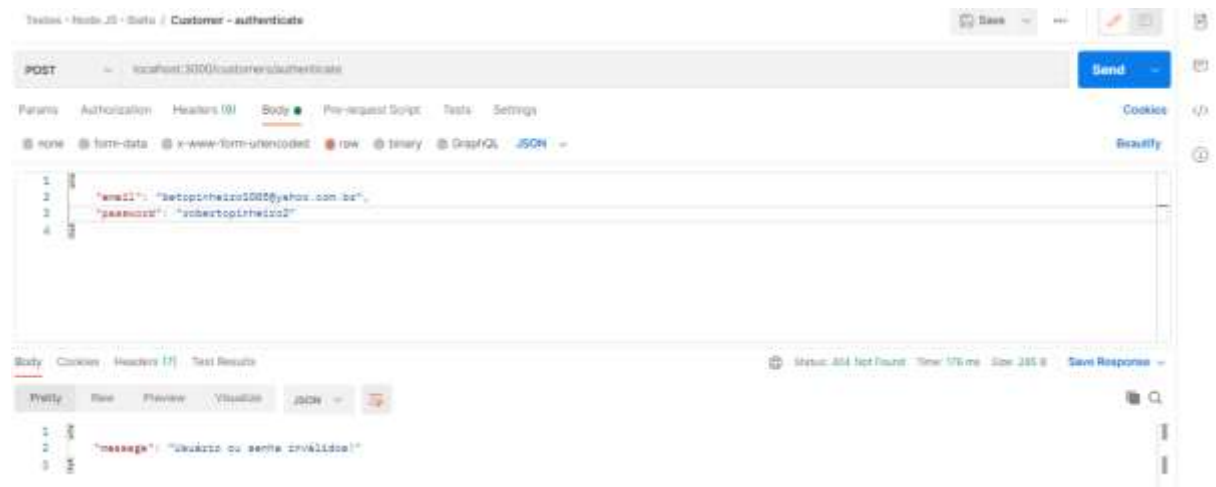 Testes - Node JS - Balta / Customer - authenticate
Save
POST
localhost:3000/customers/authenticate
Send
Params Authorization Headers (9) Body Pre-request Script Tests Settings
Cookies
none form-data x-www-form-urlencoded raw binary GraphQL JSON
Beautify
1
2 "email": "@yahoo.com.br",
3 "password": "robertopinheiro2"
4
Body Cookies Headers (7) Test Results
Status: 404 Not Found Time: 176 ms Size: 285 B Save Response
Pretty Raw Preview Visualize JSON
1
2 "message": "Usuário ou senha inválidos!"
3